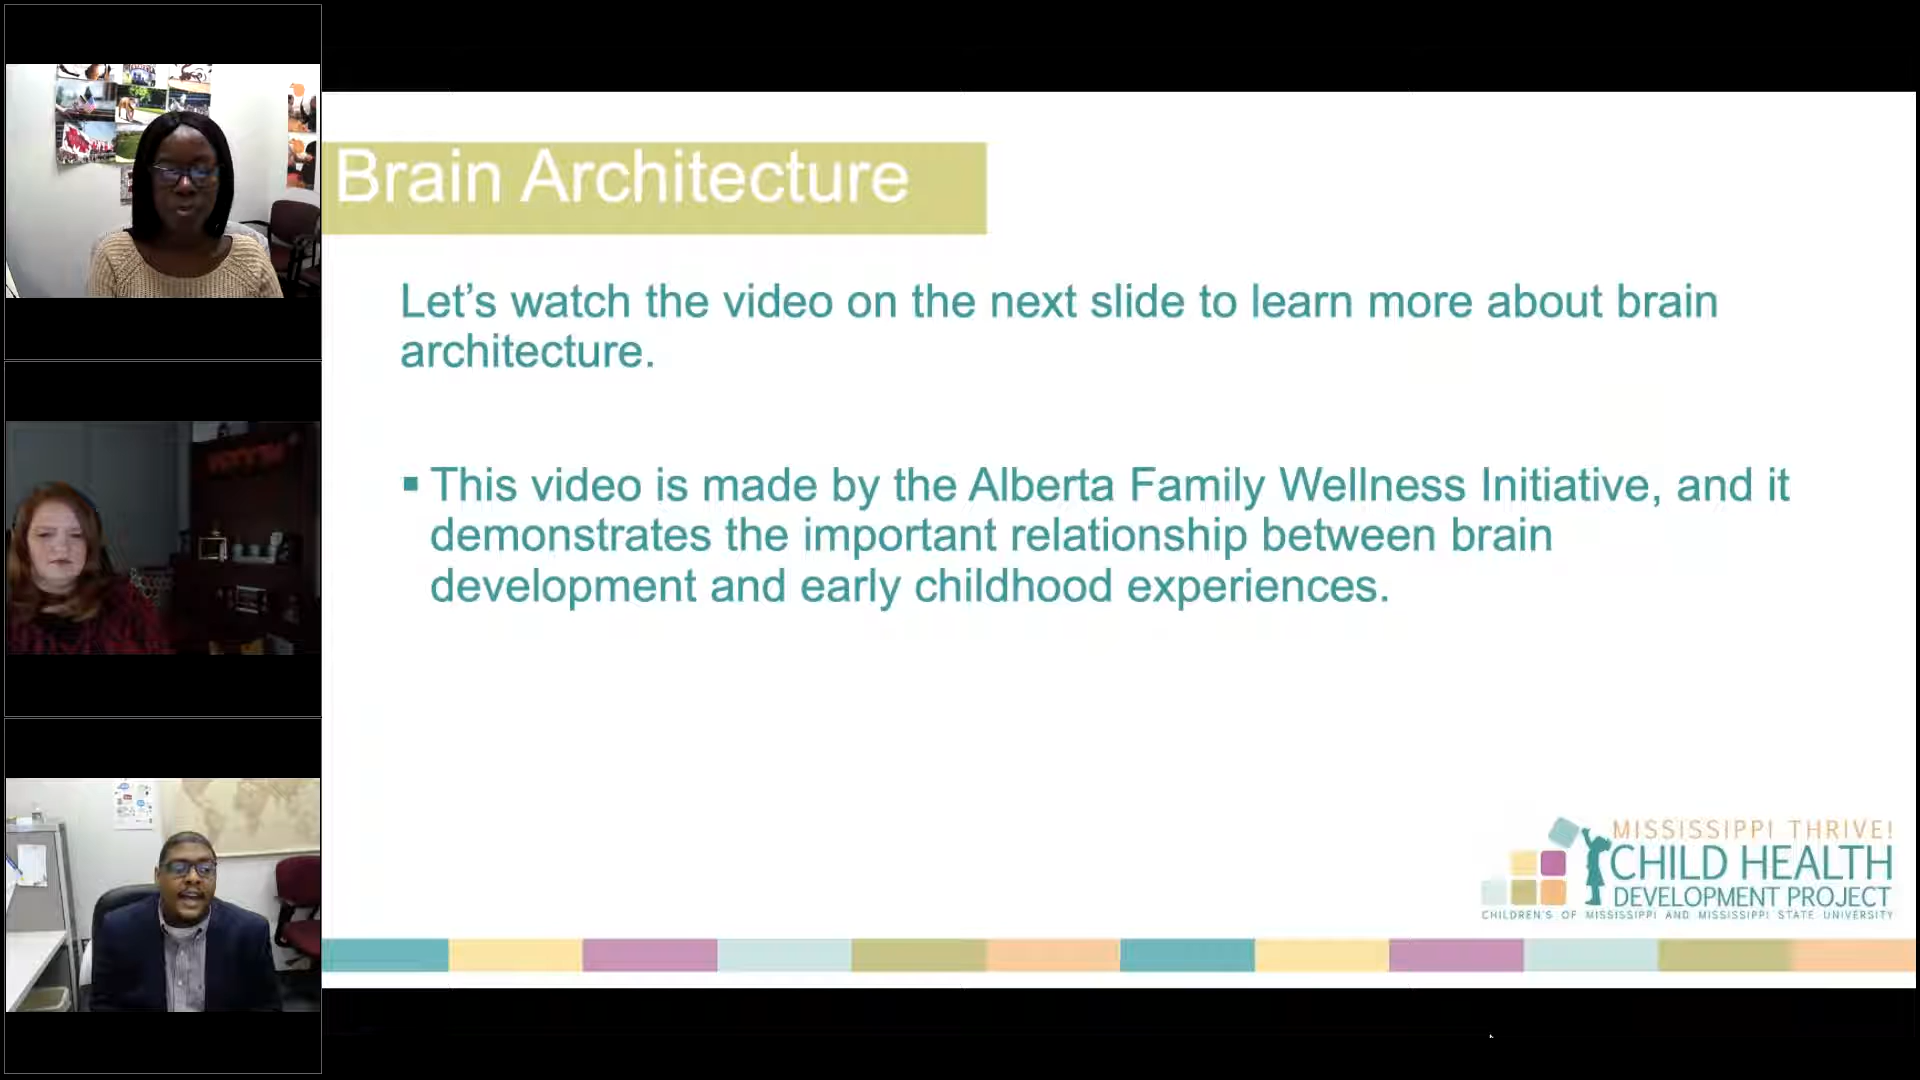 Brain Architecture
Let’s watch the video on the next slide to learn more about brain
architecture.
▪ This video is made by the Alberta Family Wellness Initiative, and it
demonstrates the important relationship between brain
development and early childhood experiences.
MISSISSIPPI THRIVE!
CHILD HEALTH
DEVELOPMENT PROJECT
CHILDREN'S OF MISSISSIPPI AND MISSISSIPPI STATE UNIVERSITY